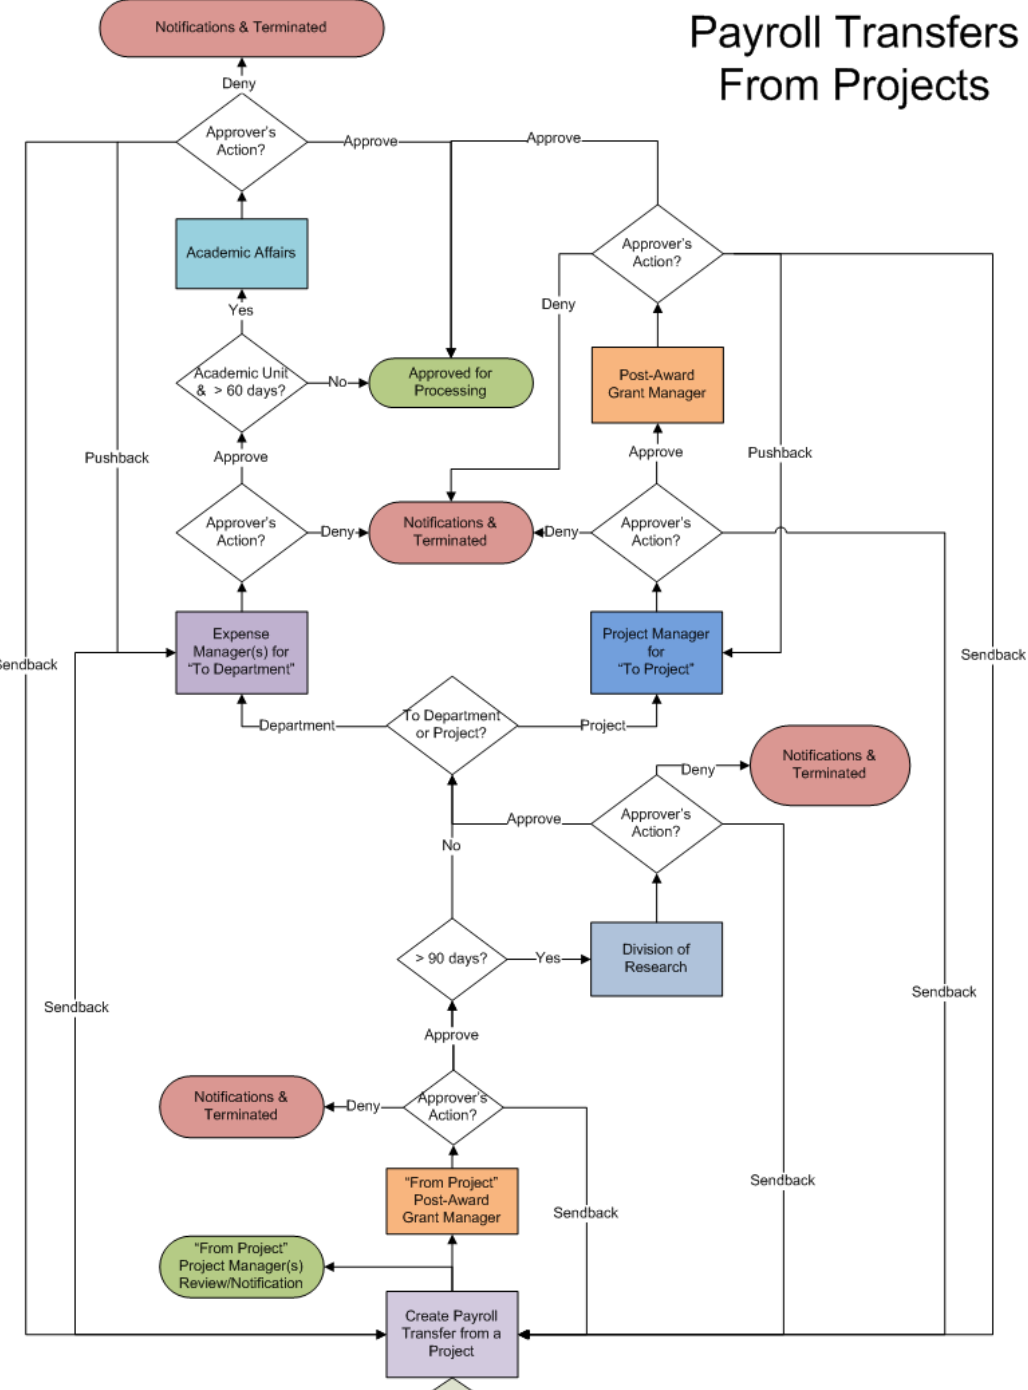 Payroll Transfers
From Projects
Notifications & Terminated
Deny
Approver's
Action?
Approve
Approve
Academic Affairs
Approver's
Action?
Deny
Yes
Academic Unit
& > 60 days?
No
Approved for
Processing
Post-Award
Grant Manager
Pushback
Approve
Approve
Pushback
Approver's
Action?
Deny
Notifications &
Terminated
Deny
Approver's
Action?
Expense
Manager(s) for
"To Department"
Project Manager
for
"To Project"
Sendback
Sendback
Department
To Department
or Project?
Project
Notifications &
Terminated
Deny
Approve
Approver's
Action?
No
> 90 days?
Yes
Division of
Research
Sendback
Sendback
Approve
Notifications &
Terminated
Deny
Approver's
Action?
"From Project"
Post-Award
Grant Manager
Sendback
Sendback
"From Project"
Project Manager(s)
Review/Notification
Create Payroll
Transfer from a
Project